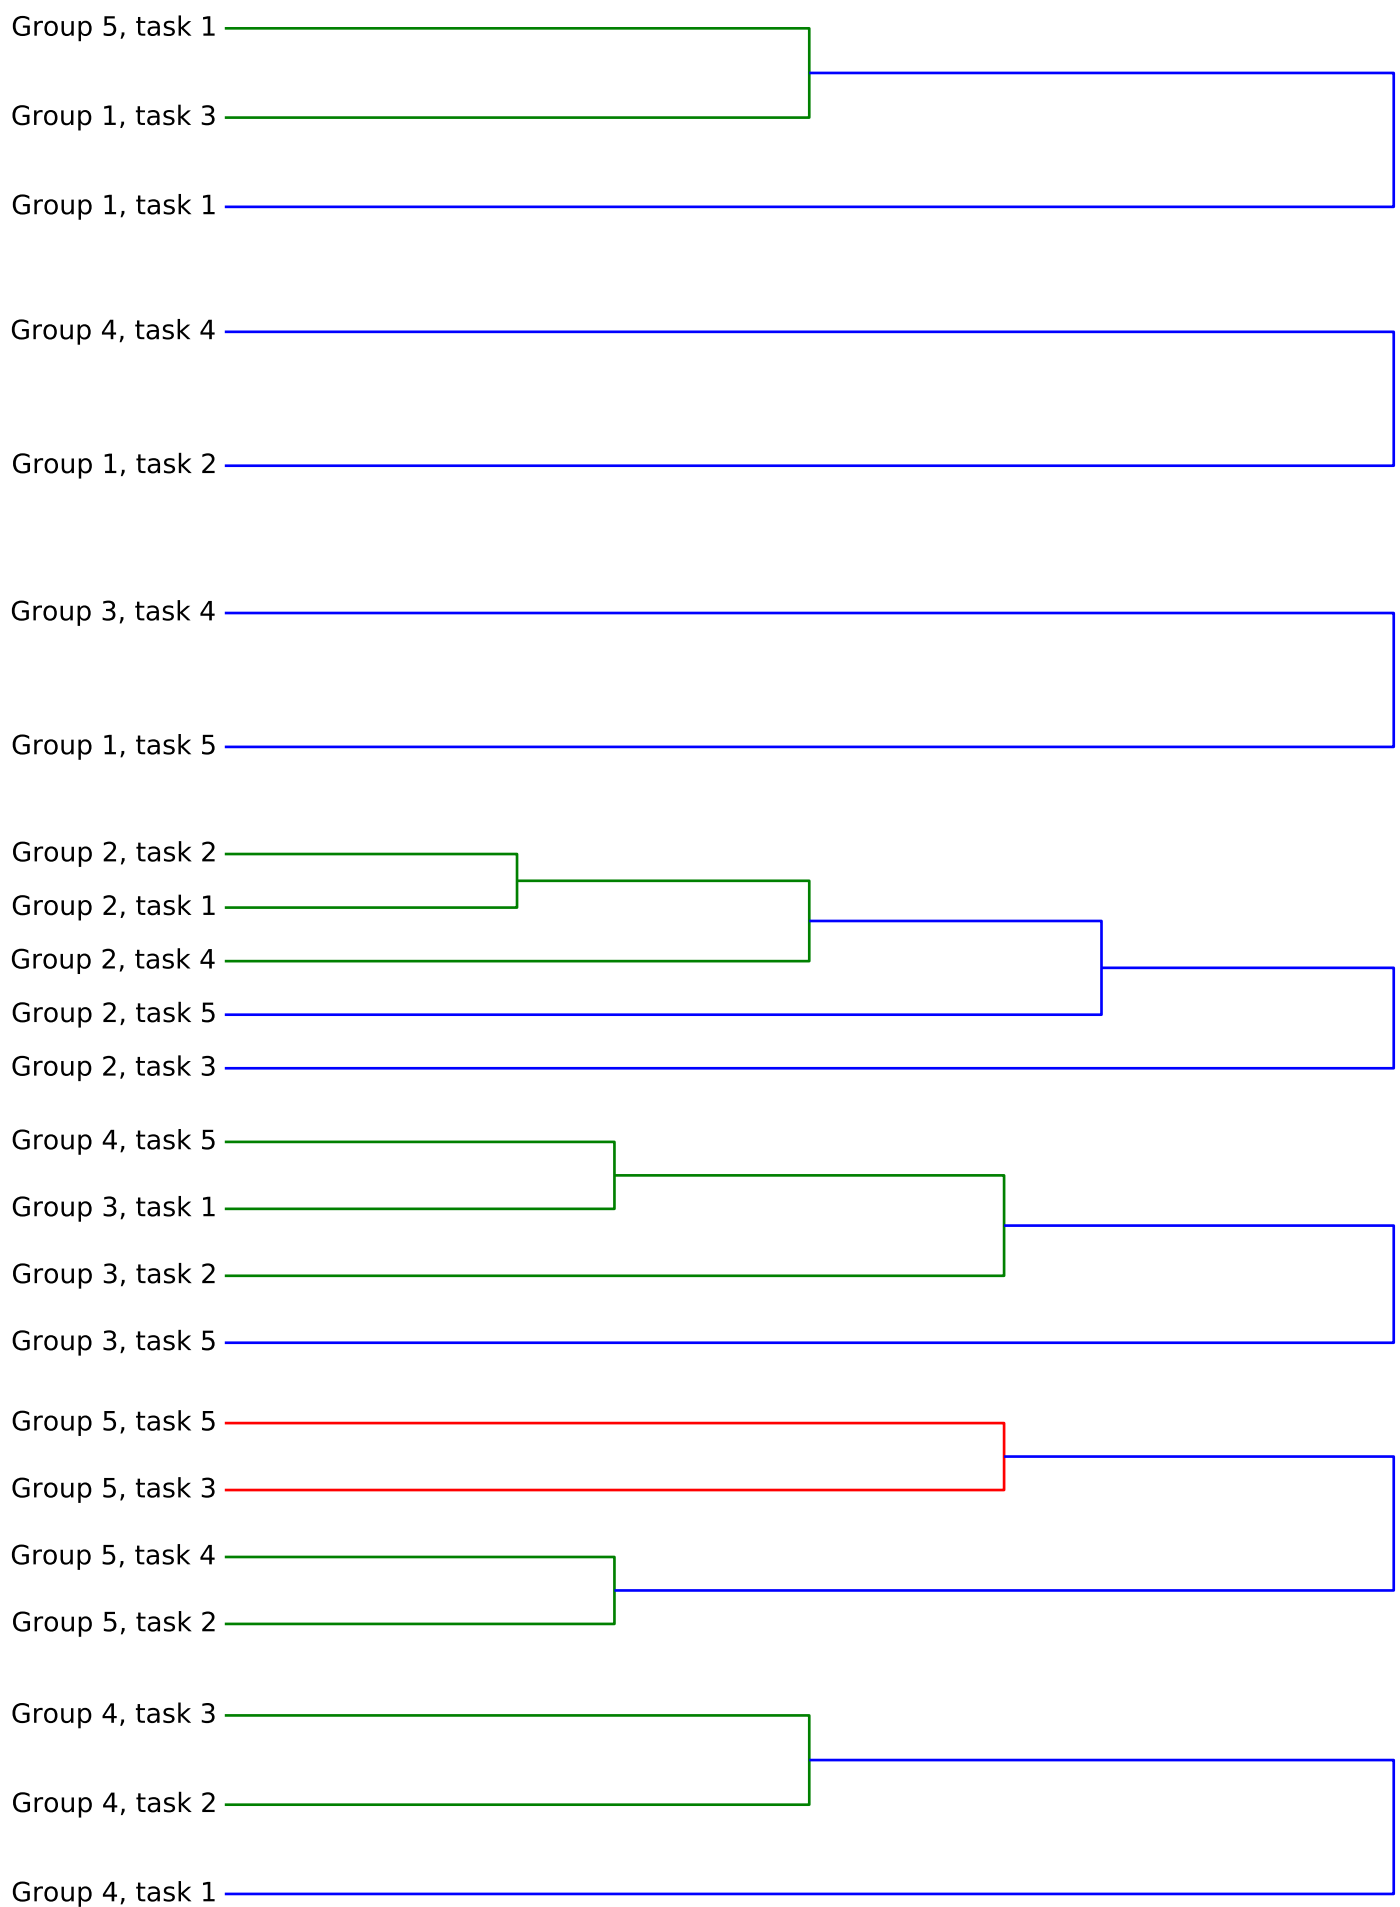 Group 5, task 1
Group 1, task 3
Group 1, task 1
Group 4, task 4
Group 1, task 2
Group 3, task 4
Group 1, task 5
Group 2, task 2
Group 2, task 1
Group 2, task 4
Group 2, task 5
Group 2, task 3
Group 4, task 5
Group 3, task 1
Group 3, task 2
Group 3, task 5
Group 5, task 5
Group 5, task 3
Group 5, task 4
Group 5, task 2
Group 4, task 3
Group 4, task 2
Group 4, task 1